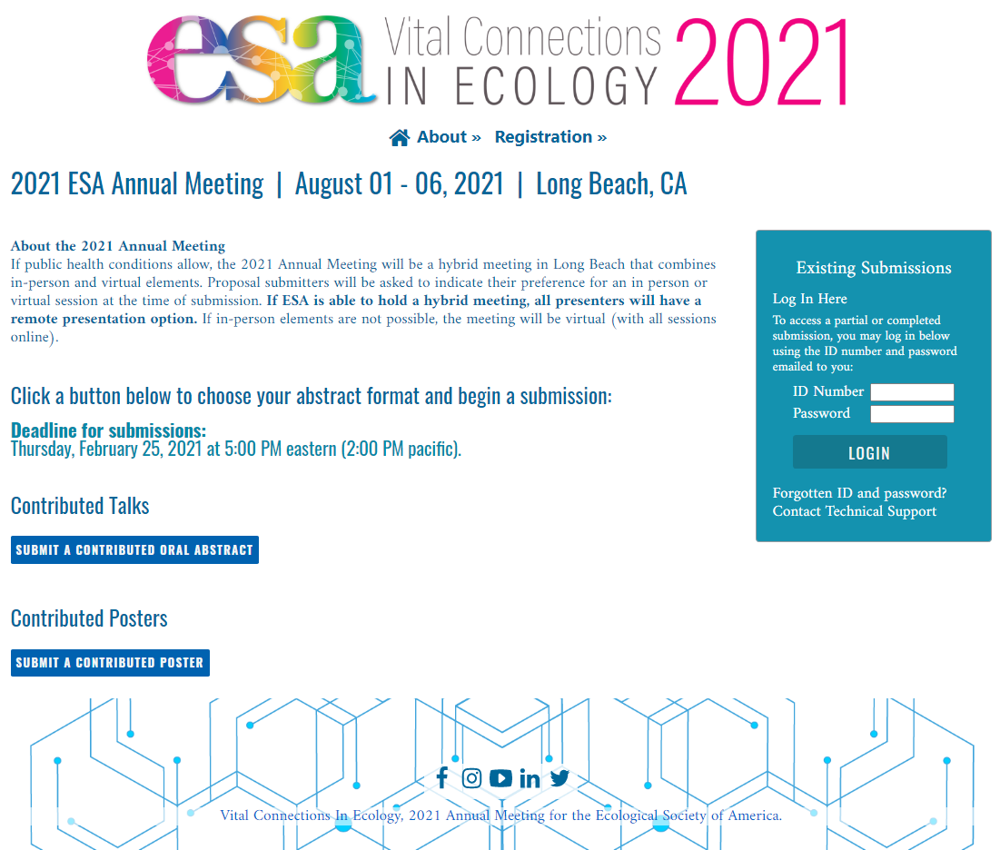 esa Vital Connections IN ECOLOGY 2021
About » Registration »
2021 ESA Annual Meeting | August 01 - 06, 2021 | Long Beach, CA
About the 2021 Annual Meeting
If public health conditions allow, the 2021 Annual Meeting will be a hybrid meeting in Long Beach that combines
in-person and virtual elements. Proposal submitters will be asked to indicate their preference for an in person or
virtual session at the time of submission. If ESA is able to hold a hybrid meeting, all presenters will have a
remote presentation option. If in-person elements are not possible, the meeting will be virtual (with all sessions
online).
Click a button below to choose your abstract format and begin a submission:
Deadline for submissions:
Thursday, February 25, 2021 at 5:00 PM eastern (2:00 PM pacific).
Contributed Talks
SUBMIT A CONTRIBUTED ORAL ABSTRACT
Contributed Posters
SUBMIT A CONTRIBUTED POSTER
Existing Submissions
Log In Here
To access a partial or completed
submission, you may log in below
using the ID number and password
emailed to you:
ID Number
Password
LOGIN
Forgotten ID and password?
Contact Technical Support
Vital Connections In Ecology, 2021 Annual Meeting for the Ecological Society of America.